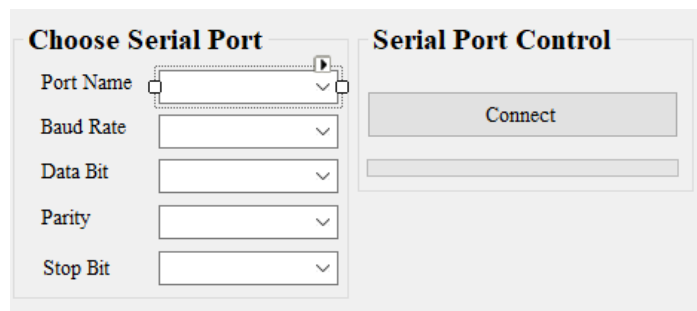 Choose Serial Port
Port Name
Baud Rate
Data Bit
Parity
Stop Bit
Serial Port Control
Connect